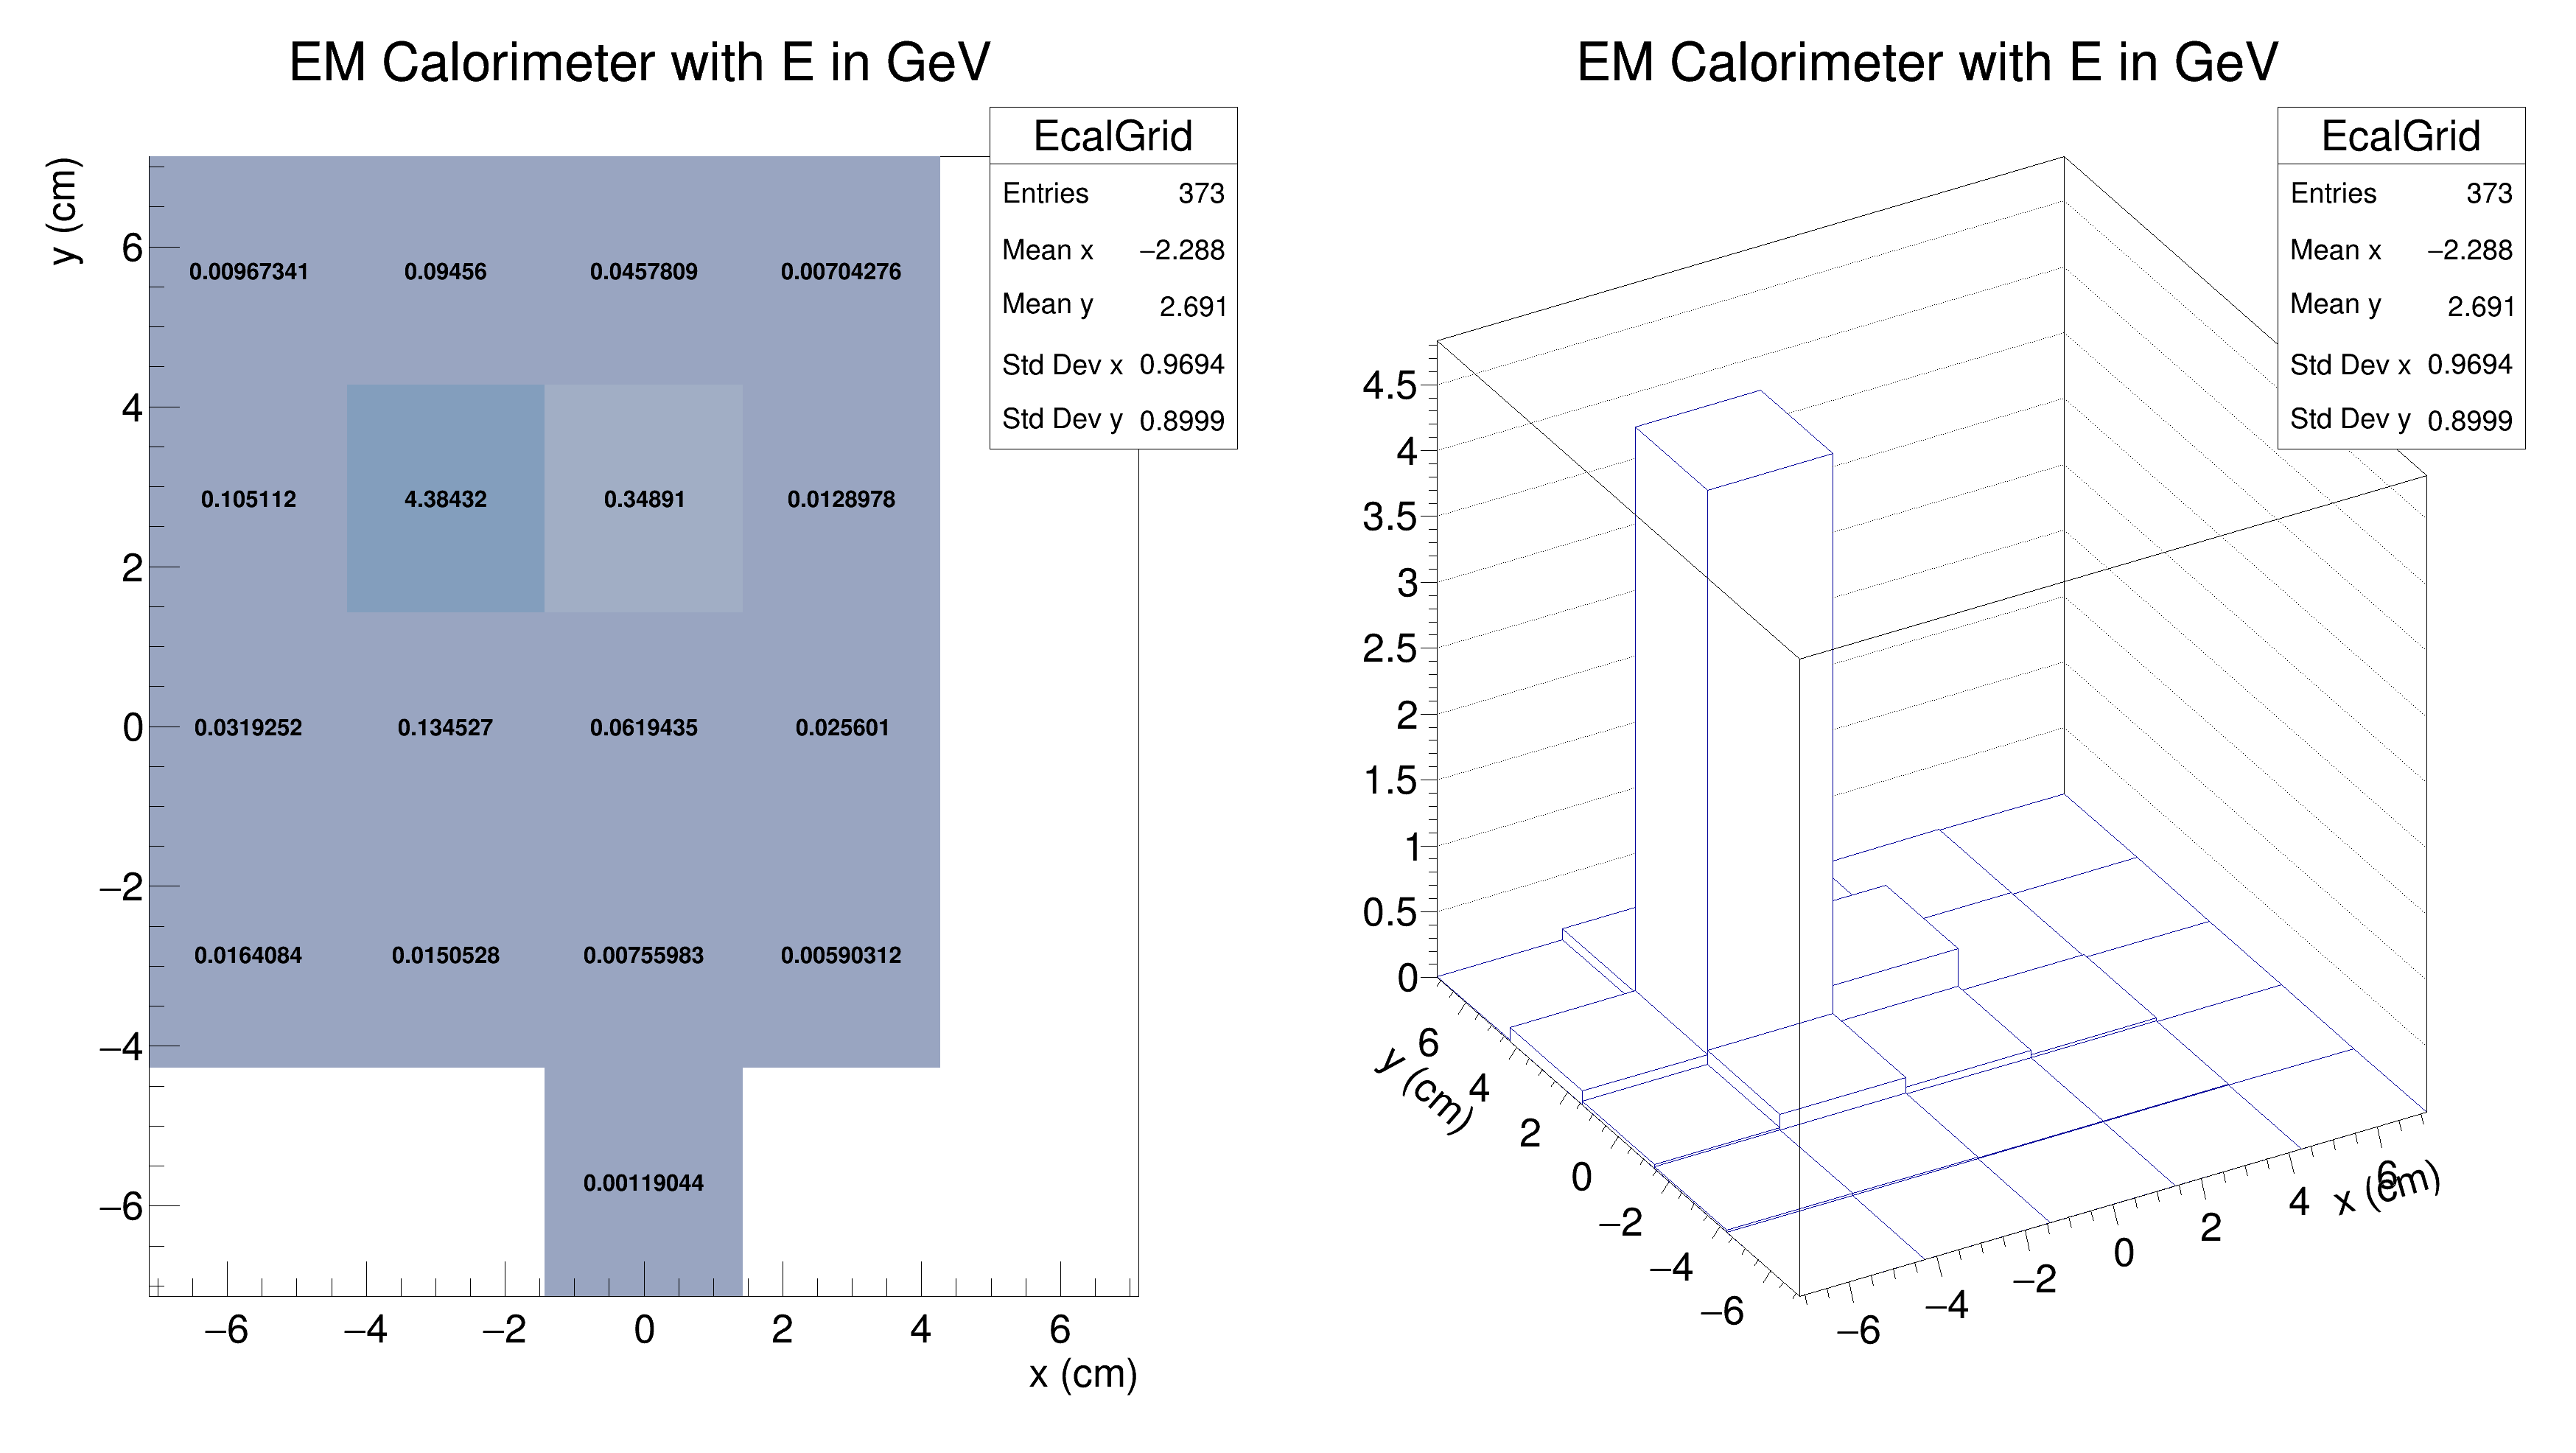 EM Calorimeter with E in GeV
EcalGrid
Entries 373
Mean x −2.288
Mean y 2.691
Std Dev x 0.9694
Std Dev y 0.8999
y (cm)
6
4
2
0
−2
−4
−6
0.00967341 0.09456 0.0457809 0.00704276
0.105112 4.38432 0.34891 0.0128978
0.0319252 0.134527 0.0619435 0.025601
0.0164084 0.0150528 0.00755983 0.00590312
0.00119044
−6 −4 −2 0 2 4 6
x (cm)
EM Calorimeter with E in GeV
EcalGrid
Entries 373
Mean x −2.288
Mean y 2.691
Std Dev x 0.9694
Std Dev y 0.8999
4.5
4
3.5
3
2.5
2
1.5
1
0.5
0
y (cm)
6
4
2
0
−2
−4
−6
−6 −4 −2 0 2 4 6
x (cm)